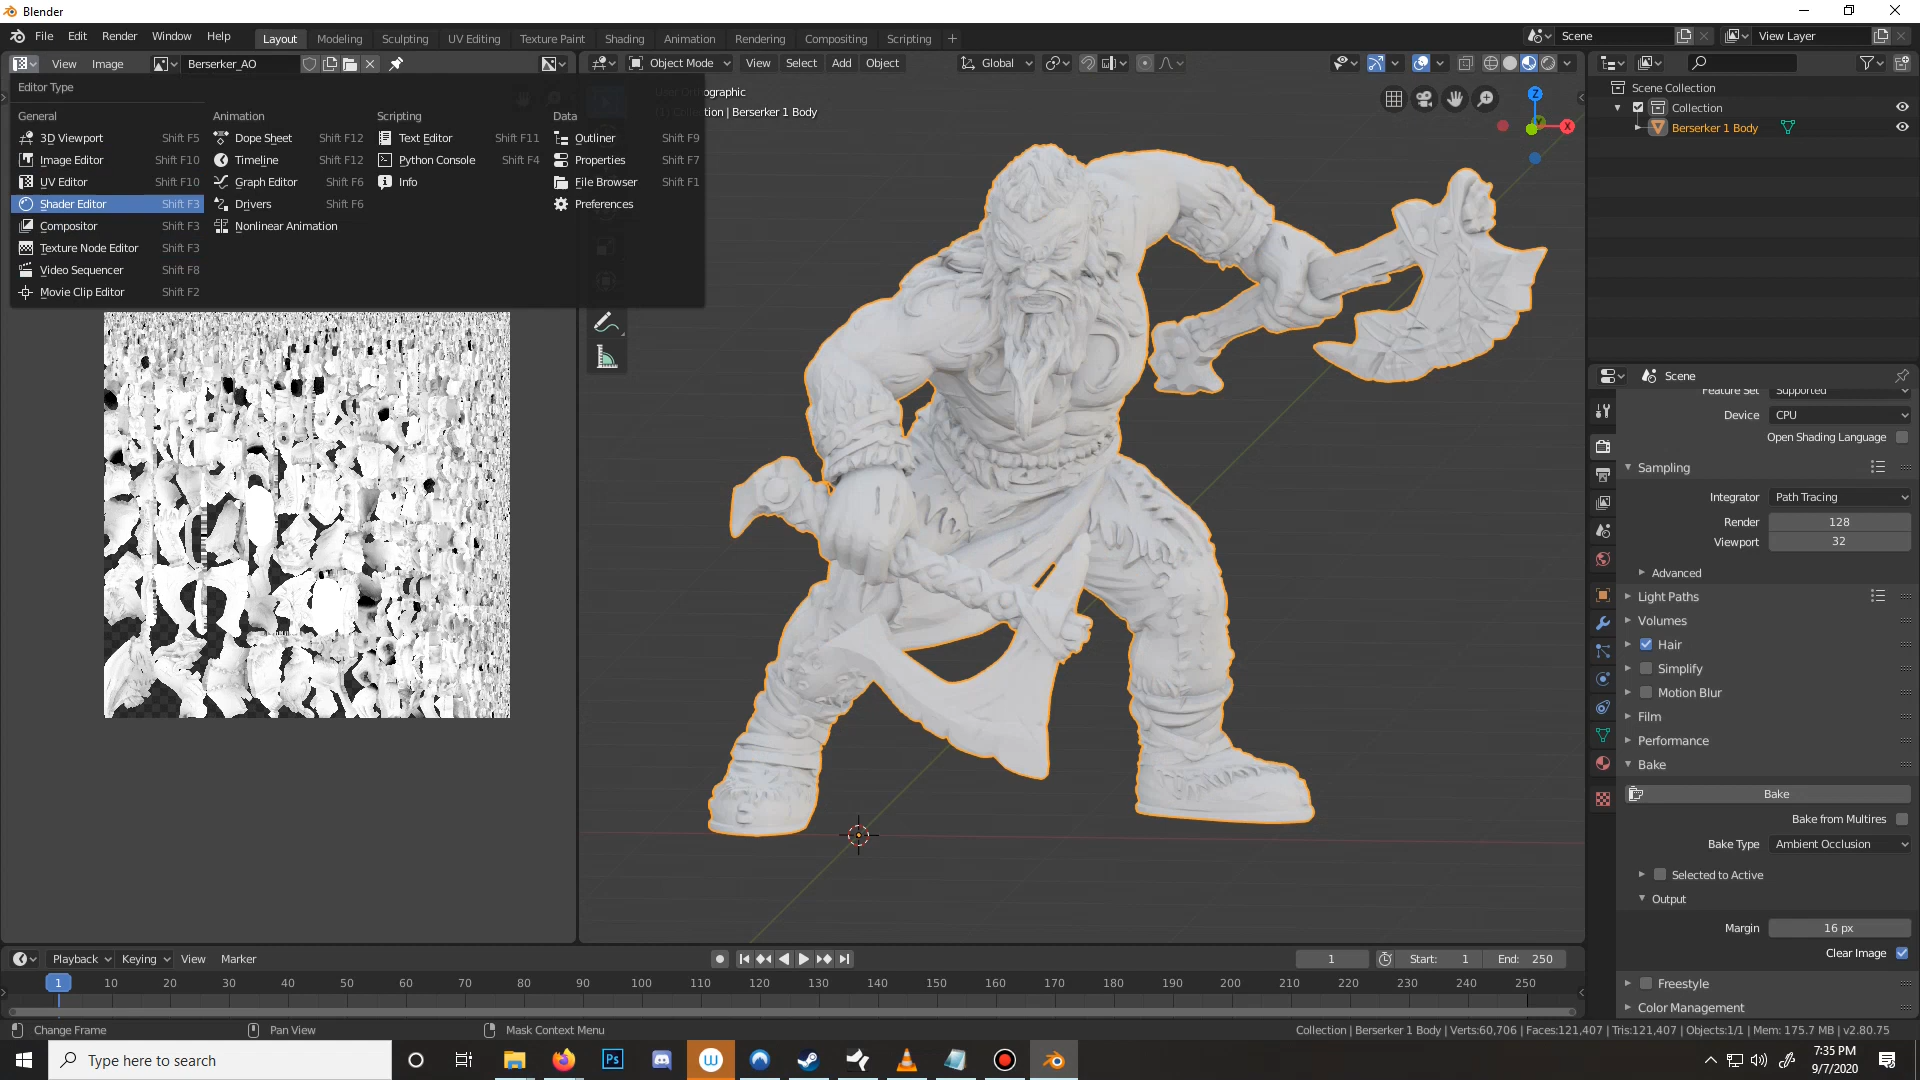 Blender
File Edit Render Window Help
Layout Modeling Sculpting UV Editing Texture Paint Shading Animation Rendering Compositing Scripting +
Scene
View Layer
View Image Berserker_AO
Object Mode View Select Add Object Global
Editor Type
General
3D Viewport Shift F5
Image Editor Shift F10
UV Editor Shift F10
Shader Editor Shift F3
Compositor Shift F3
Texture Node Editor Shift F3
Video Sequencer Shift F8
Movie Clip Editor Shift F2
Animation
Dope Sheet Shift F12
Timeline Shift F12
Graph Editor Shift F6
Drivers Shift F6
Nonlinear Animation
Scripting
Text Editor Shift F11
Python Console Shift F4
Info
Data
Outliner Shift F9
Properties Shift F7
File Browser Shift F1
Preferences
User Orthographic
ction | Berserker 1 Body
Z
Y
X
Scene Collection
Collection
Berserker 1 Body
Scene
Feature Set Supported
Device CPU
Open Shading Language
Sampling
Integrator Path Tracing
Render 128
Viewport 32
Advanced
Light Paths
Volumes
Hair
Simplify
Motion Blur
Film
Performance
Bake
Bake
Bake from Multires
Bake Type Ambient Occlusion
Selected to Active
Output
Margin 16 px
Clear Image
Freestyle
Color Management
Playback Keying View Marker
1 Start: 1 End: 250
1 10 20 30 40 50 60 70 80 90 100 110 120 130 140 150 160 170 180 190 200 210 220 230 240 250
Change Frame Pan View Mask Context Menu
Collection | Berserker 1 Body | Verts:60,706 | Faces:121,407 | Tris:121,407 | Objects:1/1 | Mem: 175.7 MB | v2.80.75
Type here to search
Ps
W
7:35 PM
9/7/2020